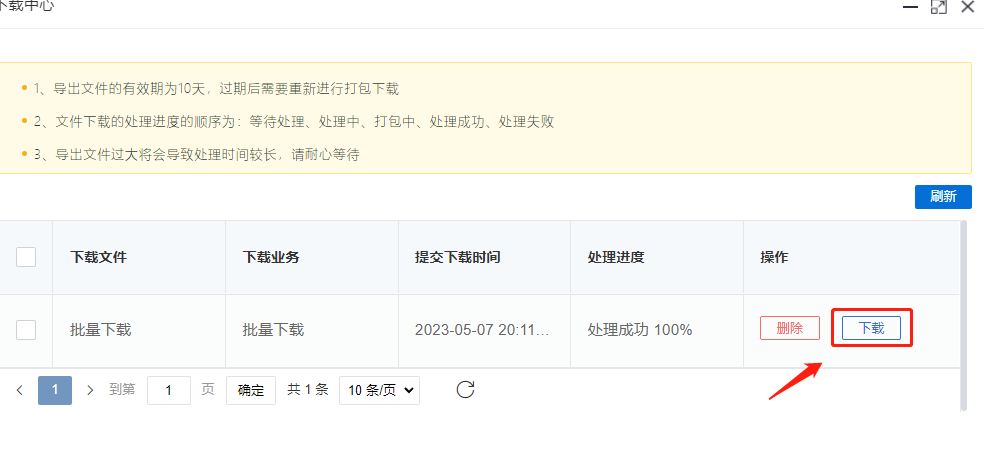 下载中心
1、导出文件的有效期为10天，过期后需要重新进行打包下载
2、文件下载的处理进度的顺序为：等待处理、处理中、打包中、处理成功、处理失败
3、导出文件过大将会导致处理时间较长，请耐心等待
刷新
下载文件 下载业务 提交下载时间 处理进度 操作
批量下载 批量下载 2023-05-07 20:11... 处理成功 100% 删除 下载
1 到第 1 页 确定 共 1 条 10 条/页